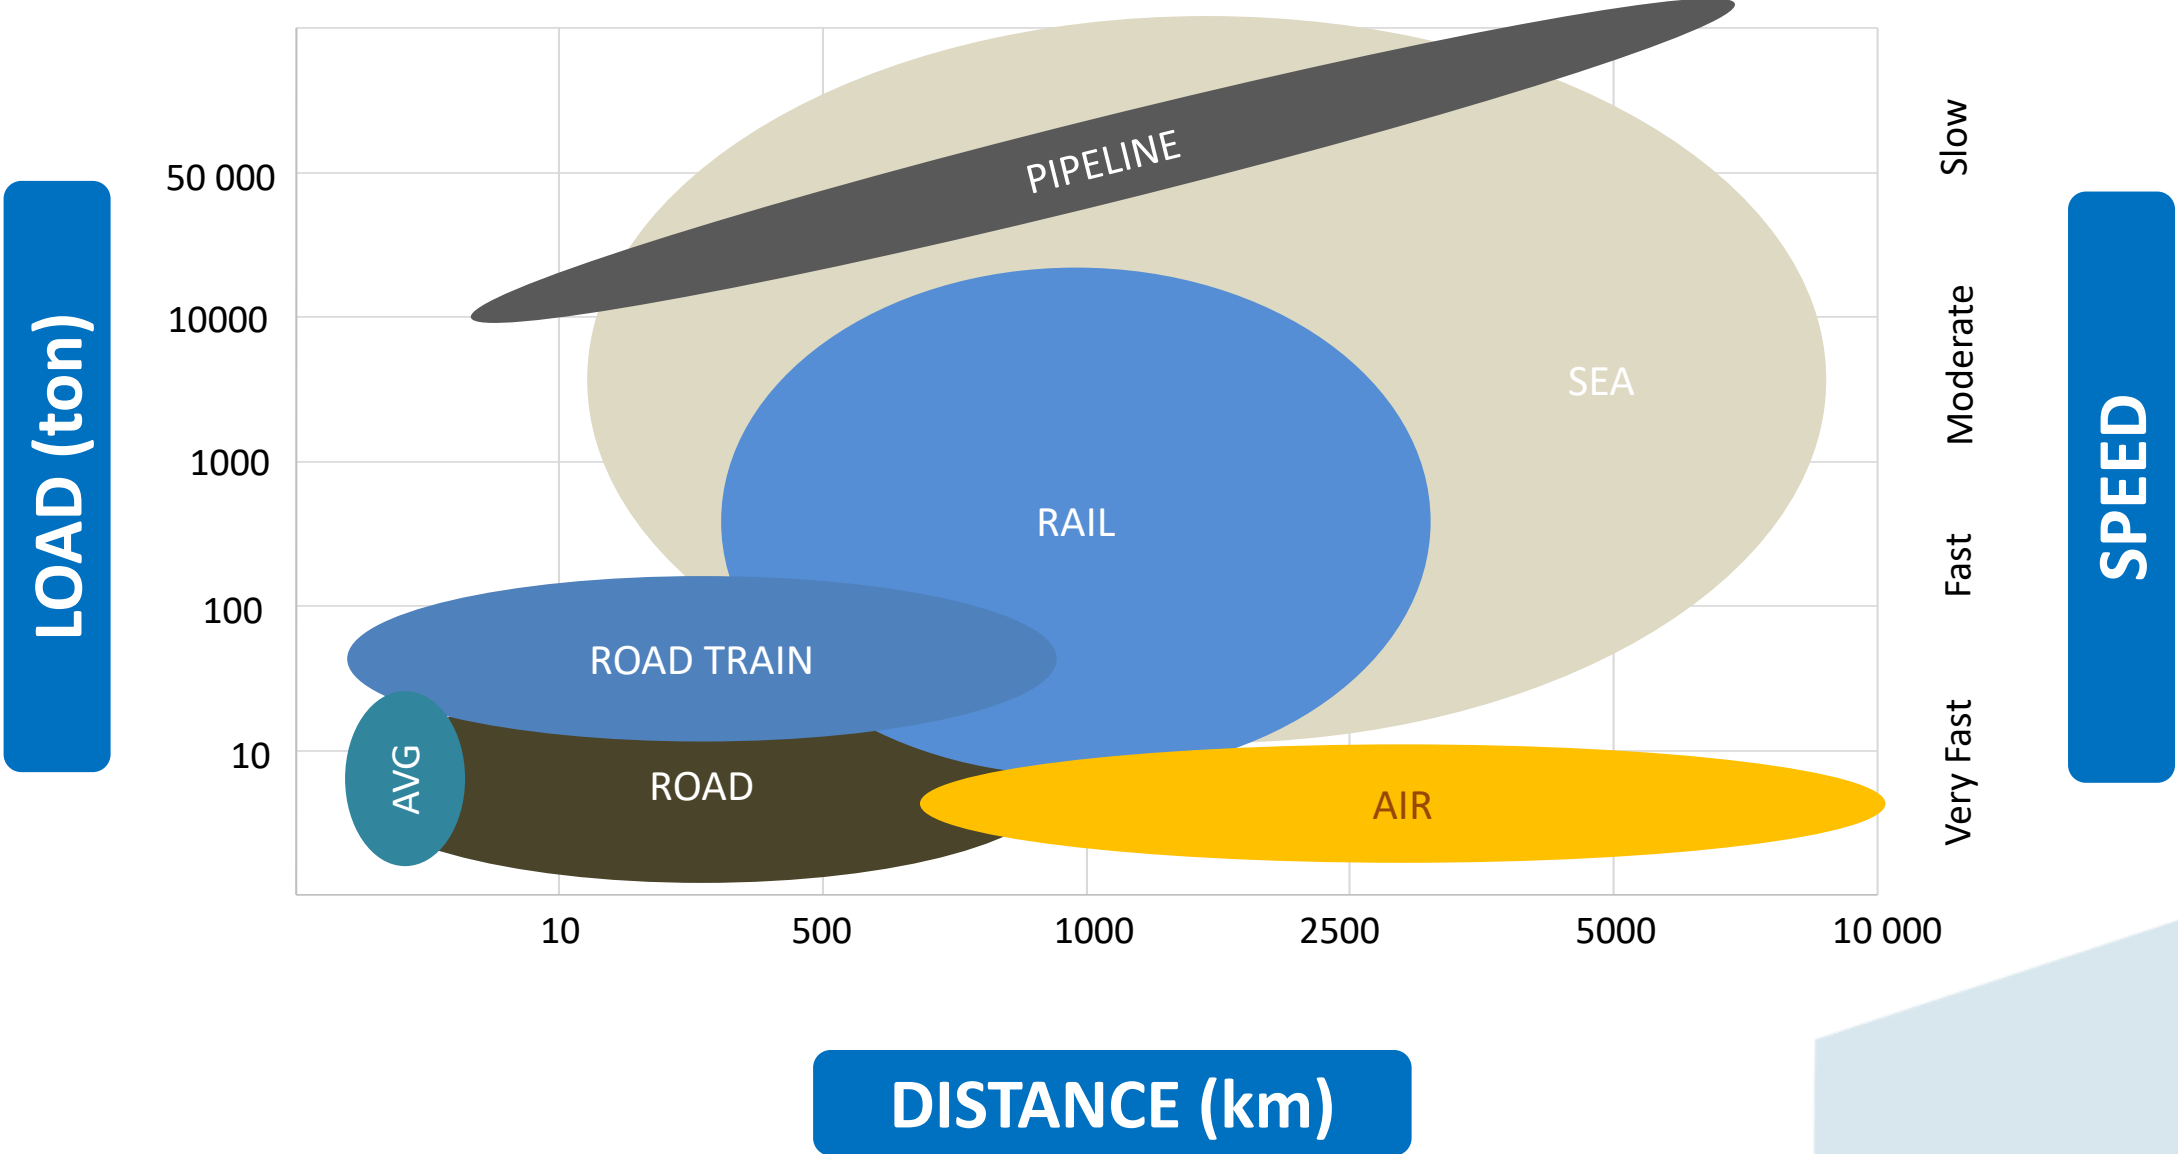 LOAD (ton)
50 000
10000
1000
100
10
PIPELINE
SEA
RAIL
ROAD TRAIN
AVG
ROAD
AIR
Slow
Moderate
Fast
Very Fast
SPEED
10 500 1000 2500 5000 10 000
DISTANCE (km)